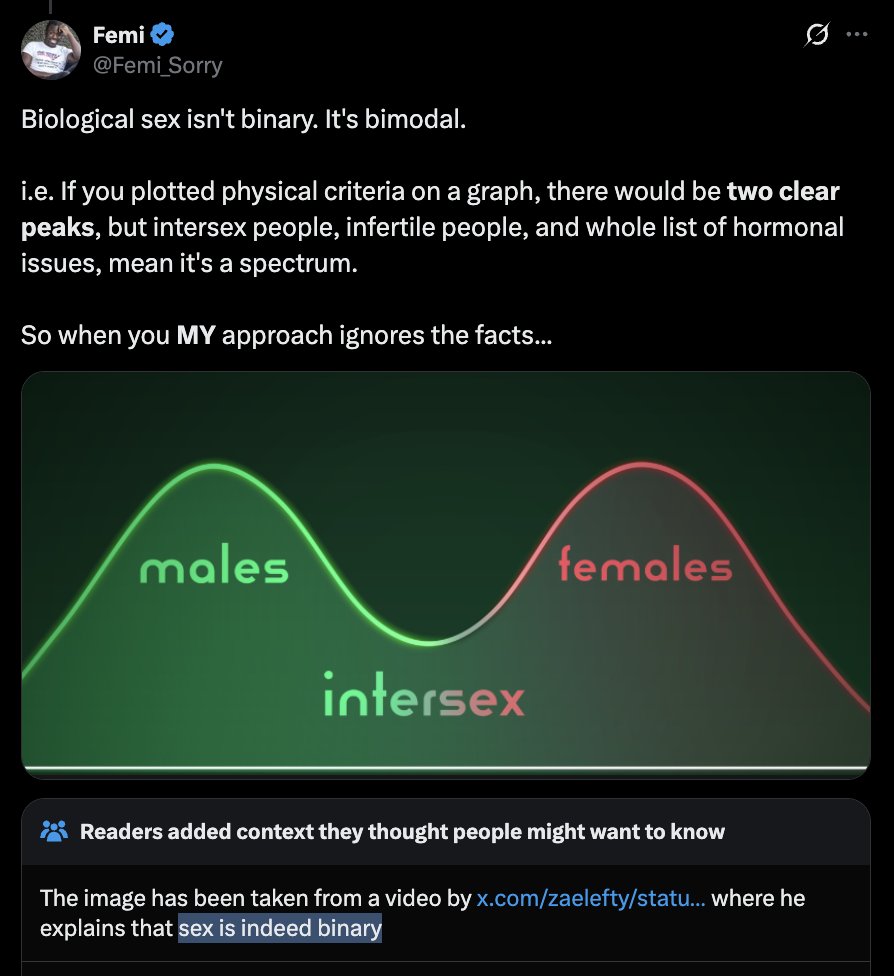 Femi
@Femi_Sorry
Biological sex isn't binary. It's bimodal.
i.e. If you plotted physical criteria on a graph, there would be two clear
peaks, but intersex people, infertile people, and whole list of hormonal
issues, mean it's a spectrum.
So when you MY approach ignores the facts...
males
females
intersex
Readers added context they thought people might want to know
The image has been taken from a video by x.com/zaelefty/statu... where he
explains that sex is indeed binary